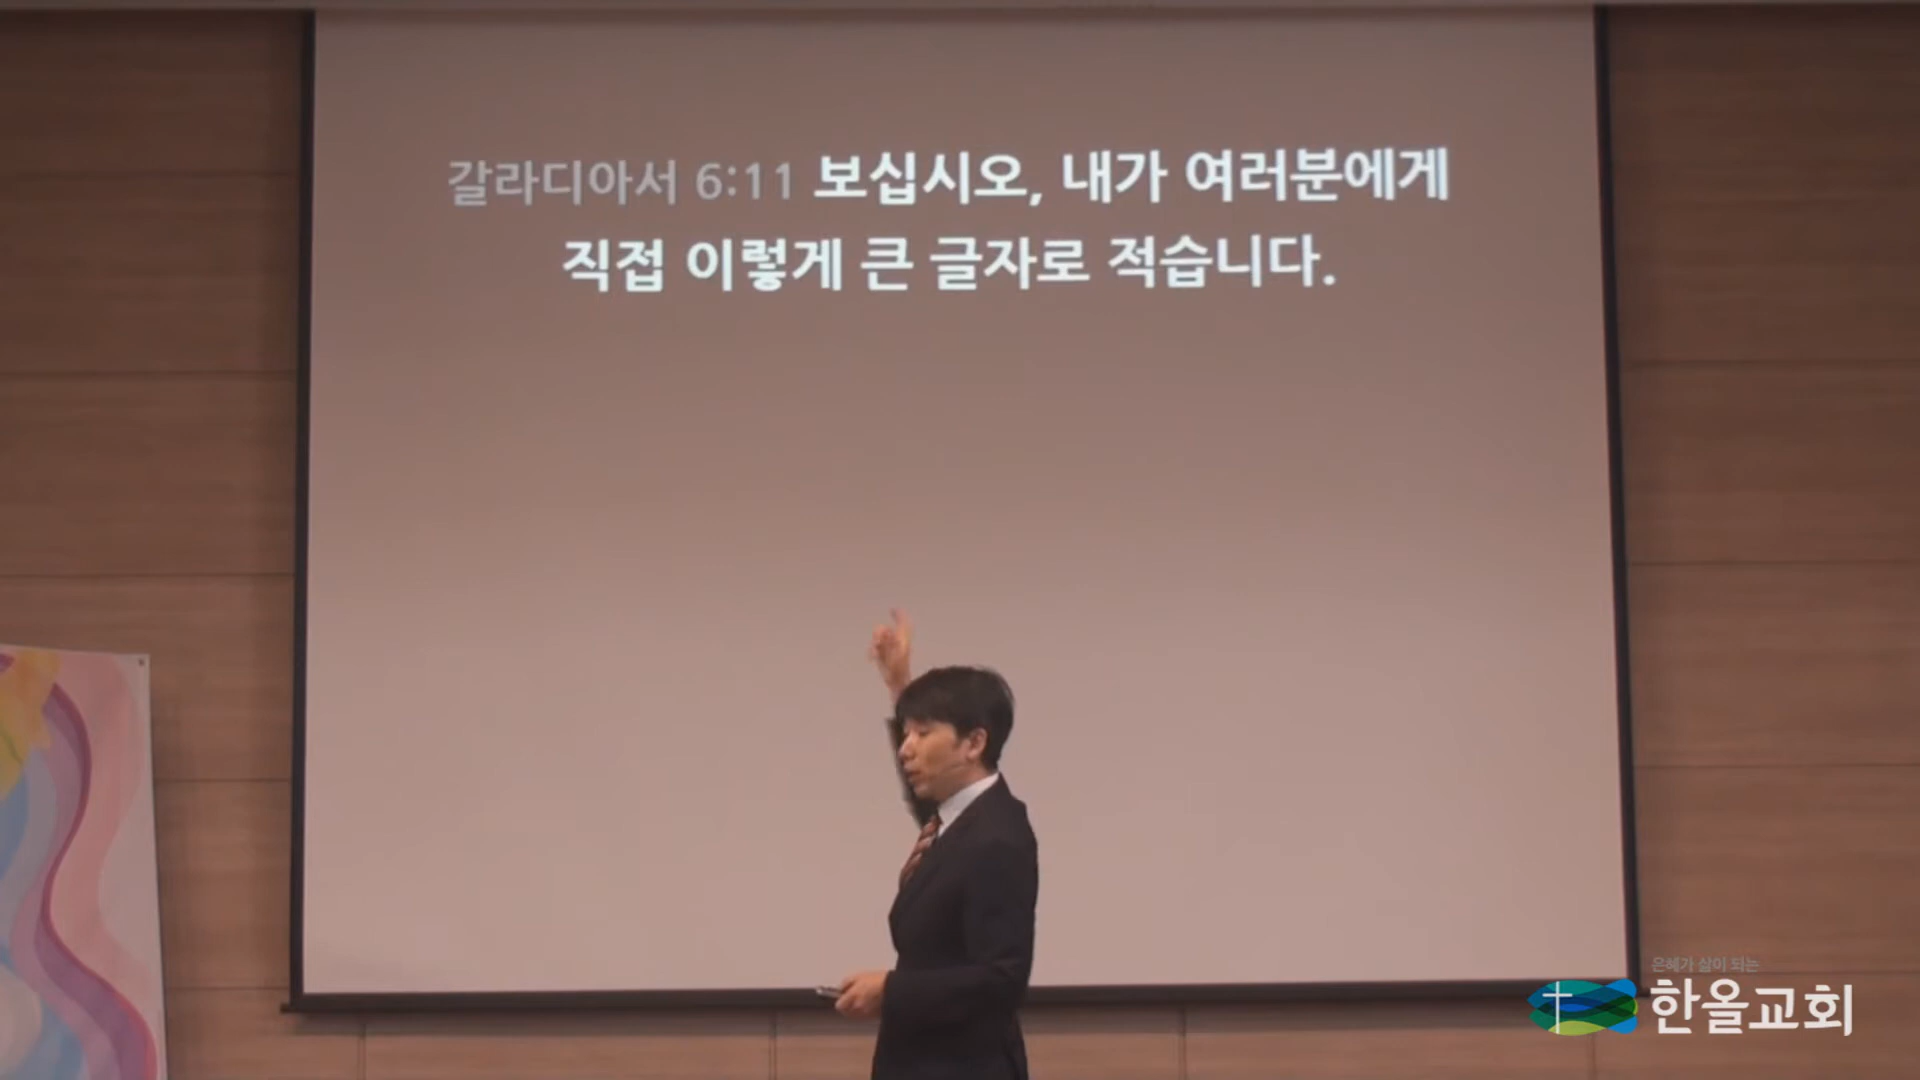 갈라디아서 6:11 보십시오, 내가 여러분에게
직접 이렇게 큰 글자로 적습니다.
은혜가 삶이 되는
한올교회